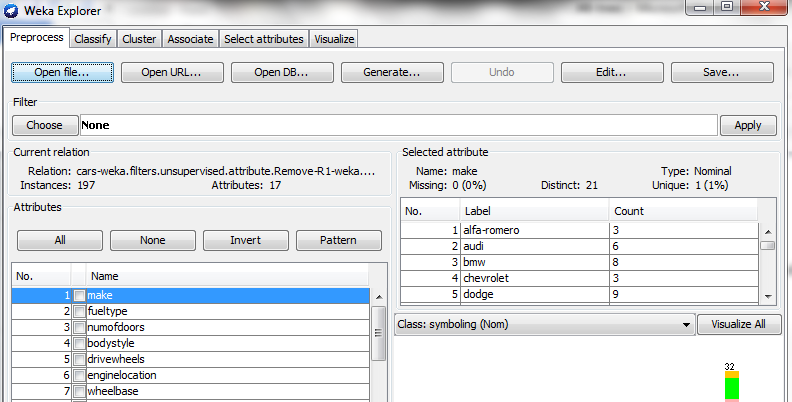 Weka Explorer
Preprocess Classify Cluster Associate Select attributes Visualize
Open file... Open URL... Open DB... Generate... Undo Edit... Save...
Filter
Choose None Apply
Current relation
Relation: cars-weka.filters.unsupervised.attribute.Remove-R1-weka....
Instances: 197 Attributes: 17
Selected attribute
Name: make Type: Nominal
Missing: 0 (0%) Distinct: 21 Unique: 1 (1%)
Attributes
All None Invert Pattern
No. Name
1 make
2 fueltype
3 numofdoors
4 bodystyle
5 drivewheels
6 enginelocation
7 wheelbase
No. Label Count
1 alfa-romero 3
2 audi 6
3 bmw 8
4 chevrolet 3
5 dodge 9
Class: symboling (Nom) Visualize All
32